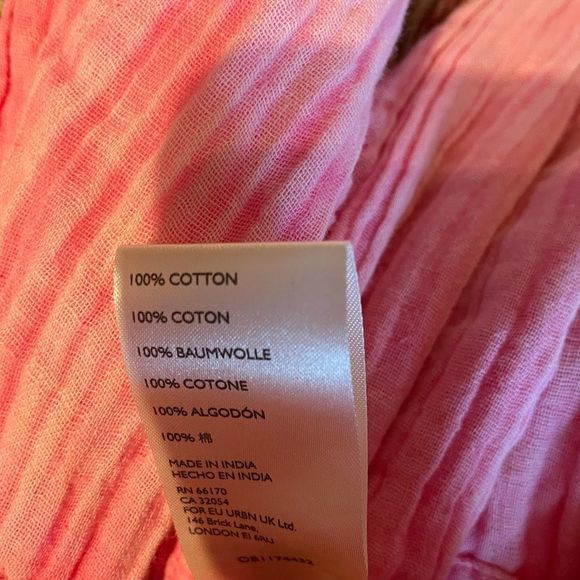 100% COTTON
100% COTON
100% BAUMWOLLE
100% COTONE
100% ALGODÓN
100% 棉
MADE IN INDIA
HECHO EN INDIA
RN 66170
CA 32054
FOR EU URBN UK Ltd.
146 Brick Lane,
LONDON E1 6RU